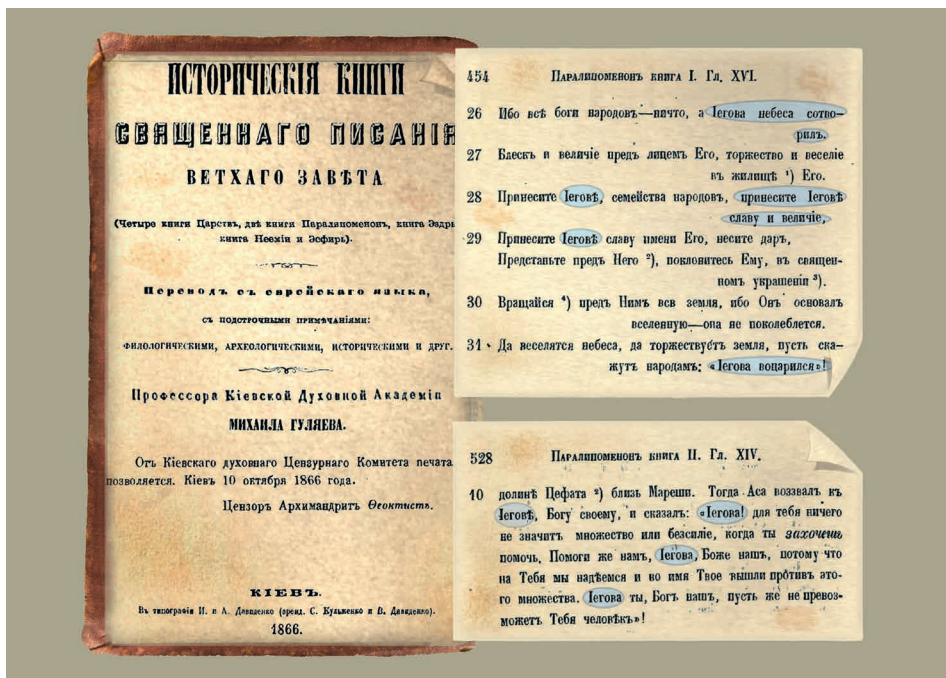 ИСТОРИЧЕСКІЯ КНИГИ
СВЯЩЕННАГО ПИСАНІЯ
ВЕТХАГО ЗАВѢТА
(Четыре книги Царствъ, двѣ книги Паралипоменон, книга Эздры
книга Неемiи и Эсфирь).
Переводъ съ еврейскаго языка,
съ подстрочными примѣчаніями:
ФИЛОЛОГИЧЕСКИМИ, АРХЕОЛОГИЧЕСКИМИ, ИСТОРИЧЕСКИМИ И ДРУГ.
Профессора Кіевской Духовной Академіи
МИХАИЛА ГУЛЯЕВА.
Отъ Кіевскаго духовнаго Цензурнаго Комитета печата
позволяется. Кіевъ 10 октября 1866 года.
Цензоръ Архимандритъ Ѳеоктистъ.
КІЕВЪ.
Въ типографіи И. и А. Давиденко (аренд. С. Кульженко и В. Давиденко).
1866.
454 ПАРАЛИПОМЕНОНЪ КНИГА I. ГЛ. XVI.
26 Ибо всѣ боги народовъ—ничто, а Іегова небеса сотво-
рилъ.
27 Блескъ и величіе предъ лицемъ Его, торжество и веселіе
въ жилищѣ ¹) Его.
28 Принесите Іеговѣ, семейства народовъ, принесите Іеговѣ
славу и величіе,
29 Принесите Іеговѣ славу имени Его, несите даръ,
Предстаньте предъ Него ²), поклонитесь Ему, въ священ-
номъ украшеніи ³).
30 Вращайся ⁴) предъ Нимъ вся земля, ибо Онъ основалъ
вселенную—она не поколеблется.
31 Да веселятся небеса, да торжествуетъ земля, пусть ска-
жутъ народамъ: «Іегова воцарился»!
528 ПАРАЛИПОМЕНОНЪ КНИГА II. ГЛ. XIV.
10 долинѣ Цефата ²) близь Мареши. Тогда Аса воззвалъ къ
Іеговѣ, Богу своему, и сказалъ: «Іегова! для тебя ничего
не значитъ множество или безсиліе, когда ты захочешь
помочь. Помоги же намъ, Іегова, Боже нашъ, потому что
на Тебя мы надѣемся и во имя Твое вышли противъ это-
го множества. Іегова ты, Богъ нашъ, пусть же не превоз-
можетъ Тебя человѣкъ»!